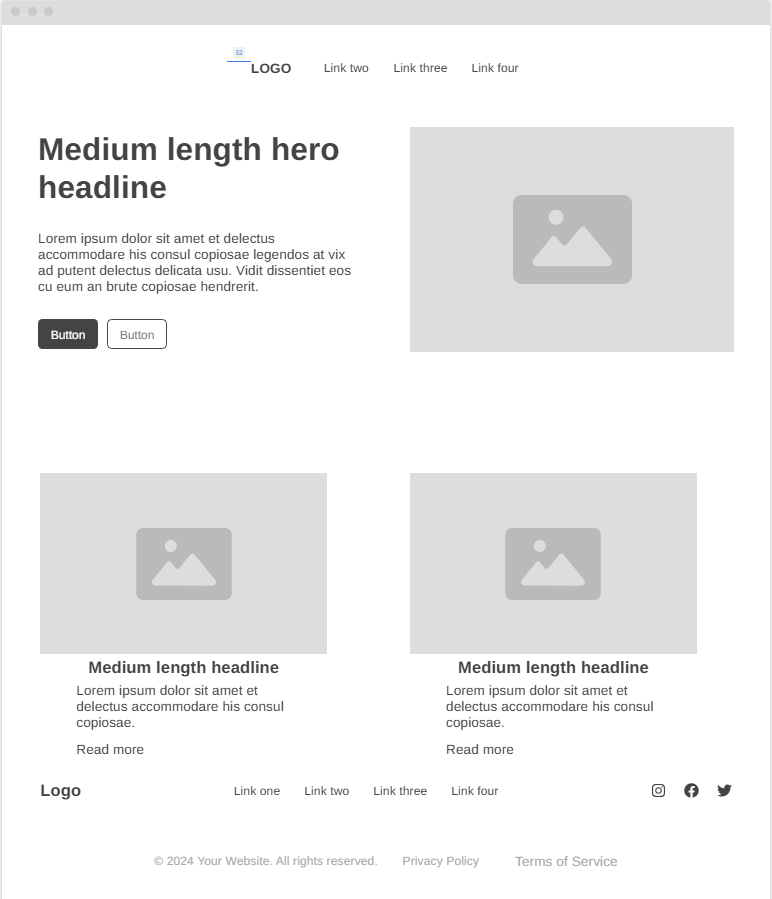 32
LOGO Link two Link three Link four
Medium length hero
headline
Lorem ipsum dolor sit amet et delectus
accommodare his consul copiosae legendos at vix
ad putent delectus delicata usu. Vidit dissentiet eos
cu eum an brute copiosae hendrerit.
Button Button
Medium length headline
Lorem ipsum dolor sit amet et
delectus accommodare his consul
copiosae.
Read more
Medium length headline
Lorem ipsum dolor sit amet et
delectus accommodare his consul
copiosae.
Read more
Logo Link one Link two Link three Link four
© 2024 Your Website. All rights reserved. Privacy Policy Terms of Service